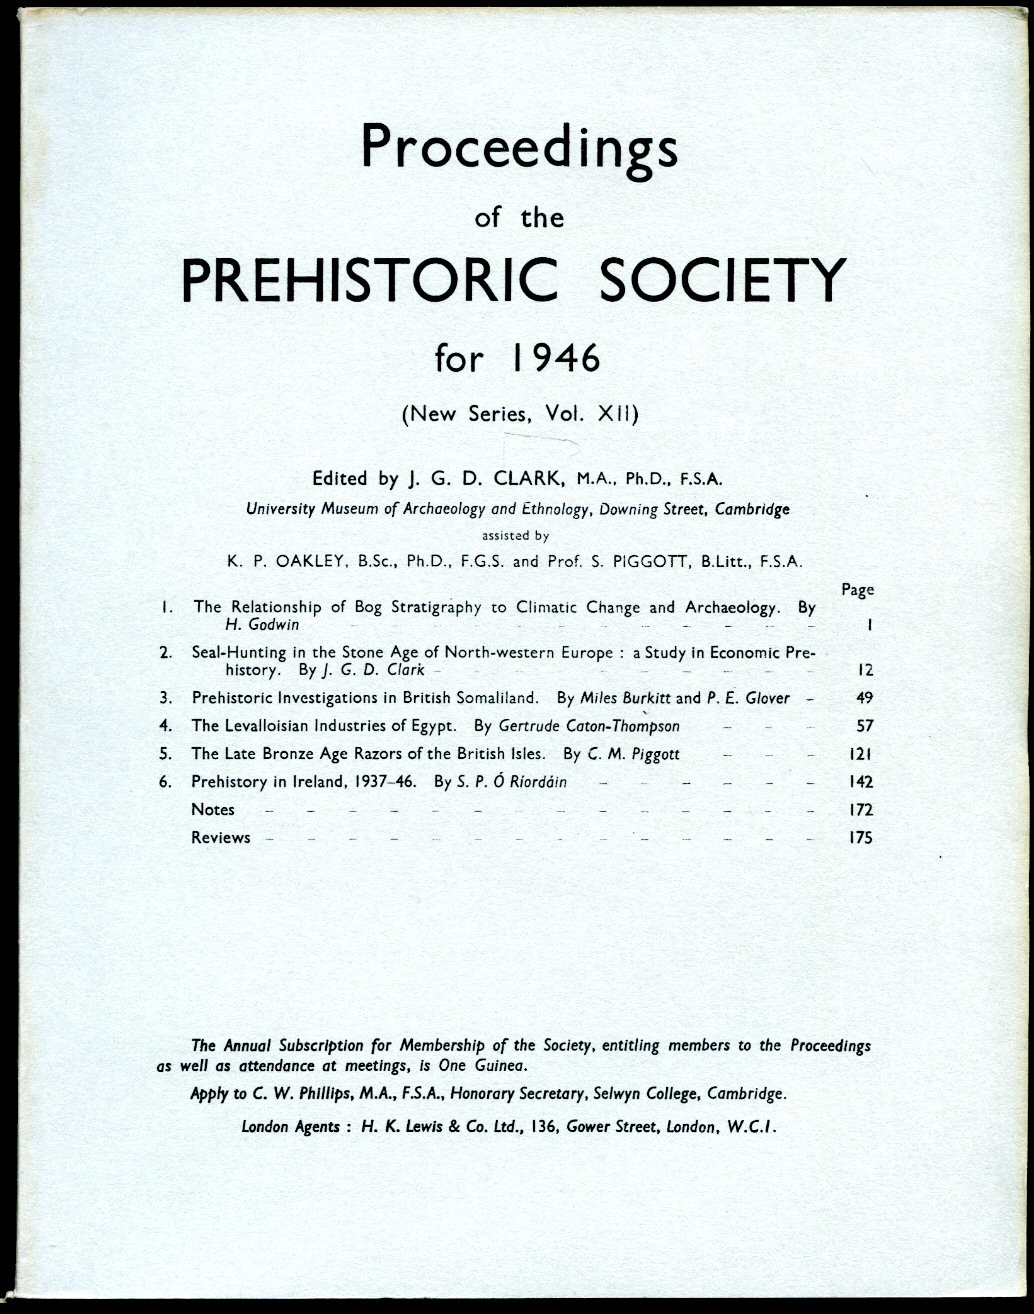 Proceedings
of the
PREHISTORIC SOCIETY
for 1946
(New Series, Vol. XII)
Edited by J. G. D. CLARK, M.A., Ph.D., F.S.A.
University Museum of Archaeology and Ethnology, Downing Street, Cambridge
assisted by
K. P. OAKLEY, B.Sc., Ph.D., F.G.S. and Prof. S. PIGGOTT, B.Litt., F.S.A.
Page
1. The Relationship of Bog Stratigraphy to Climatic Change and Archaeology. By
H. Godwin – – – – – – – – – – – – 1
2. Seal-Hunting in the Stone Age of North-western Europe : a Study in Economic Pre-
history. By J. G. D. Clark – – – – – – – – – – 12
3. Prehistoric Investigations in British Somaliland. By Miles Burkitt and P. E. Glover – 49
4. The Levalloisian Industries of Egypt. By Gertrude Caton-Thompson – – – 57
5. The Late Bronze Age Razors of the British Isles. By C. M. Piggott – – – 121
6. Prehistory in Ireland, 1937–46. By S. P. Ó Ríordáin – – – – – – 142
Notes – – – – – – – – – – – – – – 172
Reviews – – – – – – – – – – – – – – 175
The Annual Subscription for Membership of the Society, entitling members to the Proceedings
as well as attendance at meetings, is One Guinea.
Apply to C. W. Phillips, M.A., F.S.A., Honorary Secretary, Selwyn College, Cambridge.
London Agents : H. K. Lewis & Co. Ltd., 136, Gower Street, London, W.C.1.